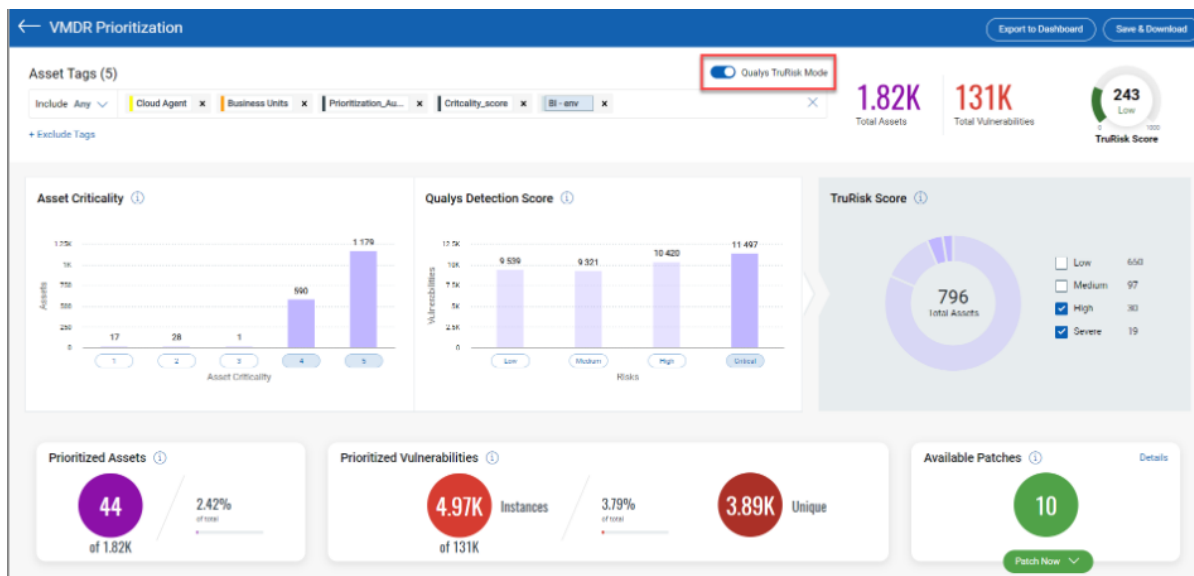 ← VMDR Prioritization
Export to Dashboard
Save & Download
Asset Tags (5)
Qualys TruRisk Mode
Include Any
Cloud Agent x
Business Units x
Prioritization_Au... x
Critcality_score x
BI - env x
+ Exclude Tags
1.82K
Total Assets
131K
Total Vulnerabilities
243
Low
0 1000
TruRisk Score
Asset Criticality
1.25K
1K
750
500
250
0
Assets
17
28
1
590
1 179
1 2 3 4 5
Asset Criticality
Qualys Detection Score
12.5K
10K
7.5K
5K
2.5K
0
Vulnerabilities
9 539
9 321
10 420
11 497
Low Medium High Critical
Risks
TruRisk Score
796
Total Assets
Low 650
Medium 97
High 30
Severe 19
Prioritized Assets
44
of 1.82K
2.42%
of total
Prioritized Vulnerabilities
4.97K Instances
of 131K
3.79%
of total
3.89K Unique
Available Patches
Details
10
Patch Now